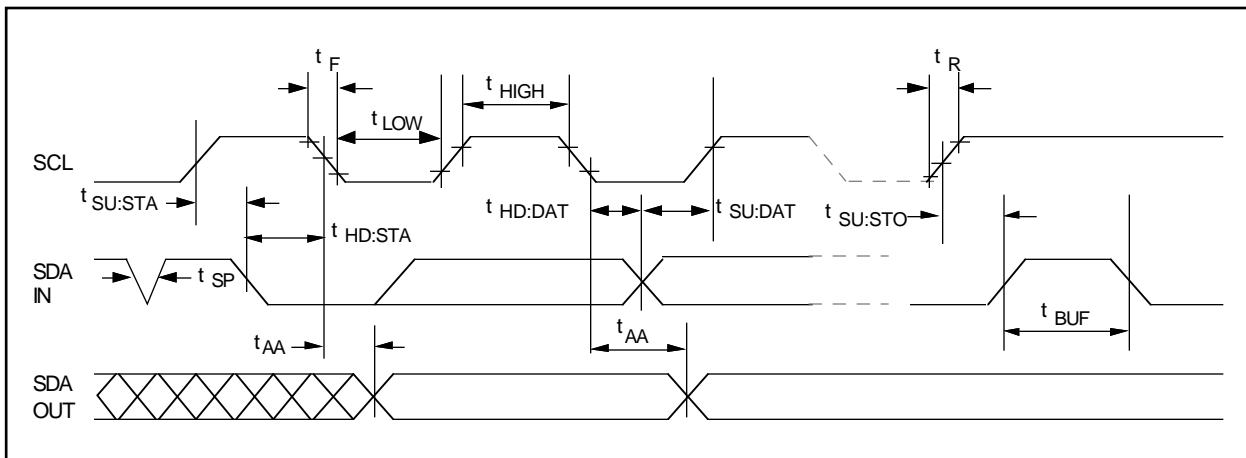 t F
t R
t HIGH
t LOW
SCL
t SU:STA
t HD:DAT
t SU:DAT
t SU:STO
t HD:STA
SDA
IN
t SP
t BUF
t AA
t AA
SDA
OUT